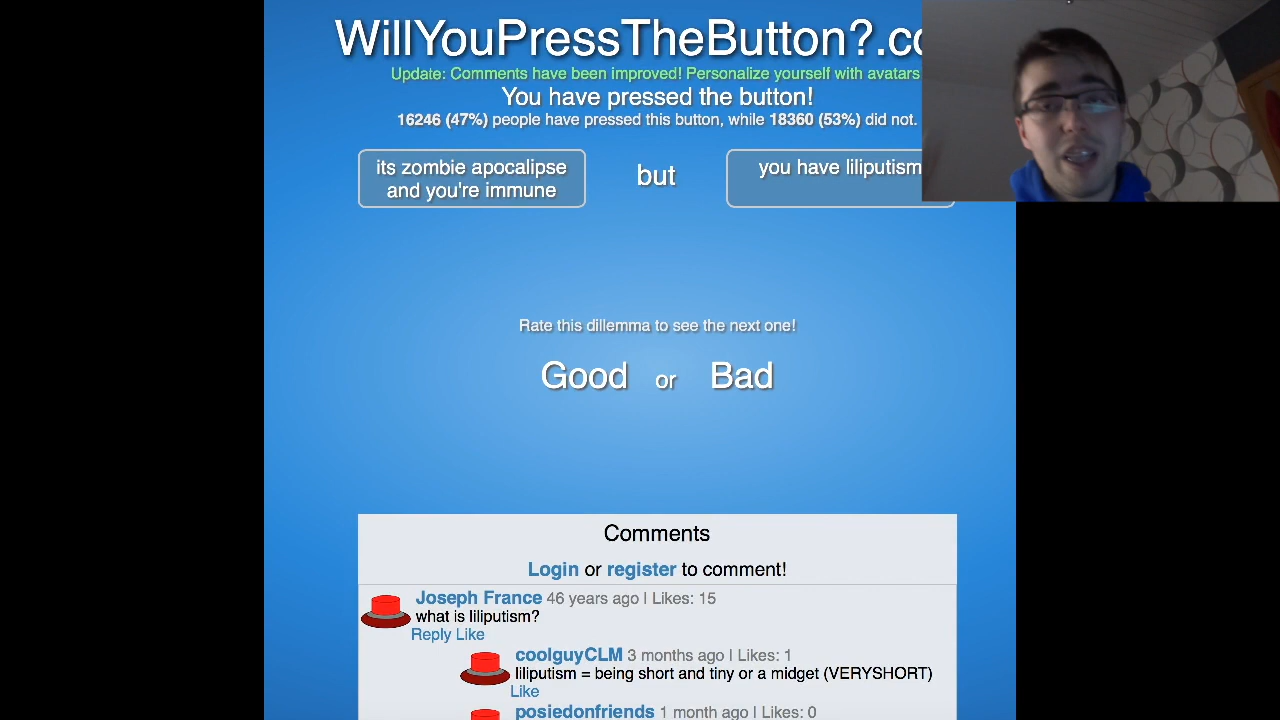 WillYouPressTheButton?.co
Update: Comments have been improved! Personalize yourself with avatars
You have pressed the button!
16246 (47%) people have pressed this button, while 18360 (53%) did not.
its zombie apocalipse
and you're immune
but
you have liliputism
Rate this dillemma to see the next one!
Good or Bad
Comments
Login or register to comment!
Joseph France 46 years ago | Likes: 15
what is liliputism?
Reply Like
coolguyCLM 3 months ago | Likes: 1
liliputism = being short and tiny or a midget (VERYSHORT)
Like
posiedonfriends 1 month ago | Likes: 0